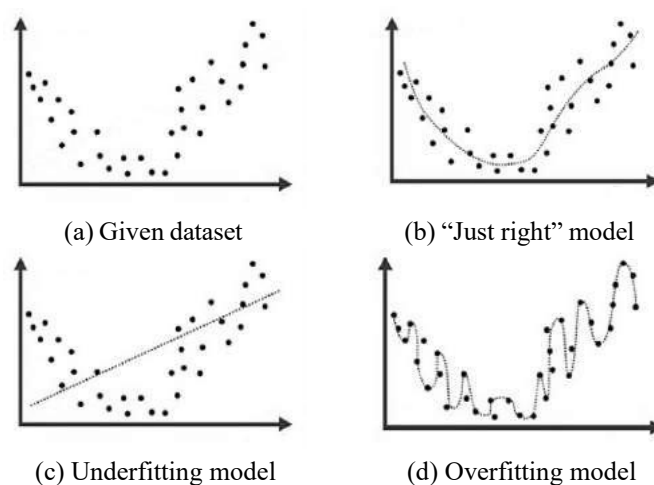 (a) Given dataset
(b) “Just right” model
(c) Underfitting model
(d) Overfitting model